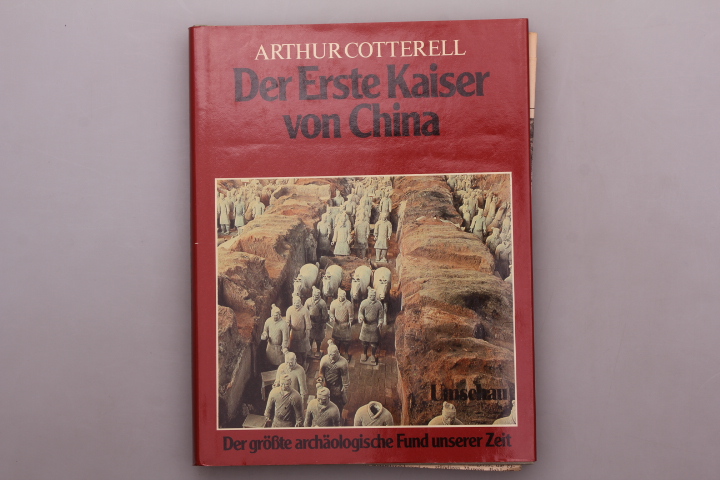 ARTHUR COTTERELL
Der Erste Kaiser
von China
Umschau
Der größte archäologische Fund unserer Zeit